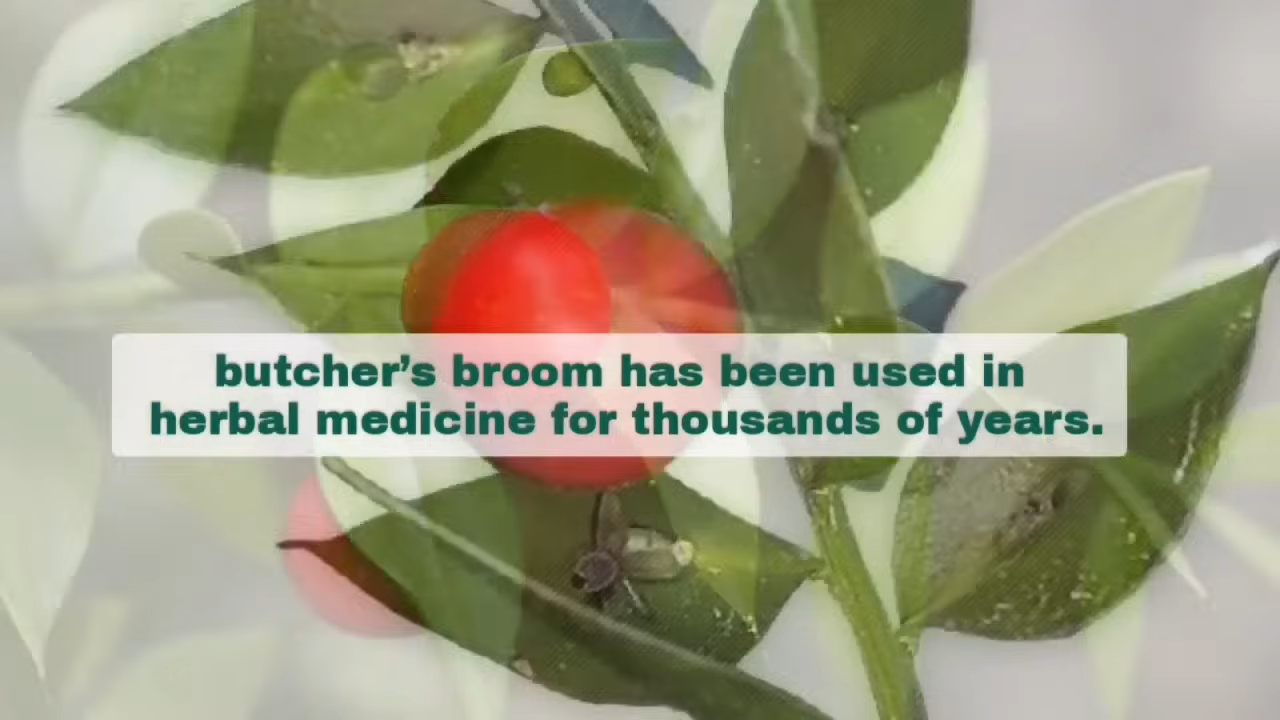 butcher’s broom has been used in
herbal medicine for thousands of years.